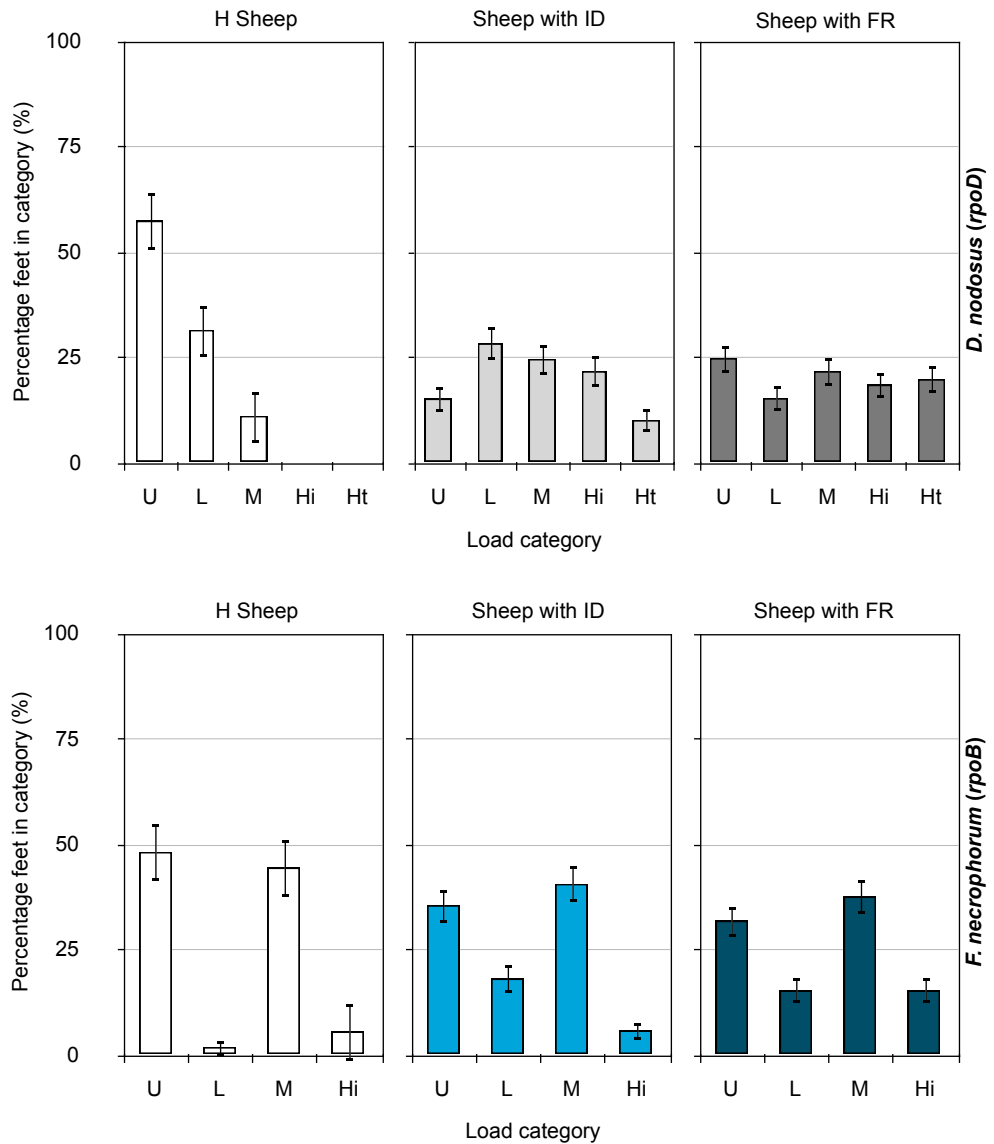 H Sheep
Sheep with ID
Sheep with FR
Percentage feet in category (%)
100
75
50
25
0
U L M Hi Ht
U L M Hi Ht
U L M Hi Ht
Load category
D. nodosus (rpoD)
H Sheep
Sheep with ID
Sheep with FR
Percentage feet in category (%)
100
75
50
25
0
U L M Hi
U L M Hi
U L M Hi
Load category
F. necrophorum (rpoB)